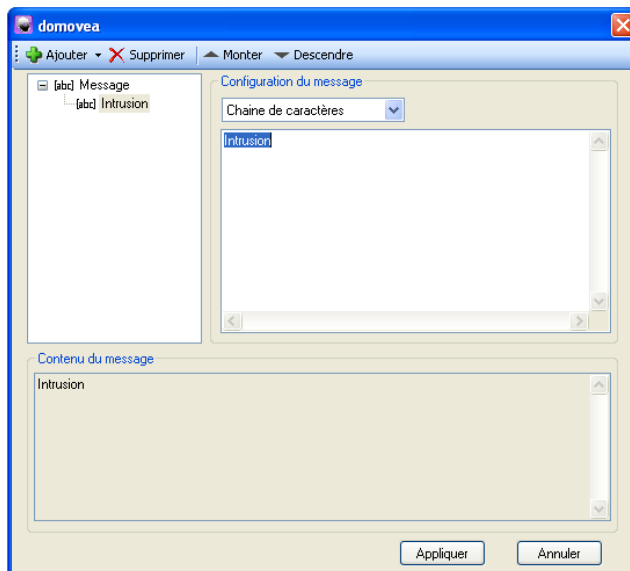 domovea
Ajouter Supprimer Monter Descendre
[abc] Message
[abc] Intrusion
Configuration du message
Chaine de caractères
Intrusion
Contenu du message
Intrusion
Appliquer Annuler